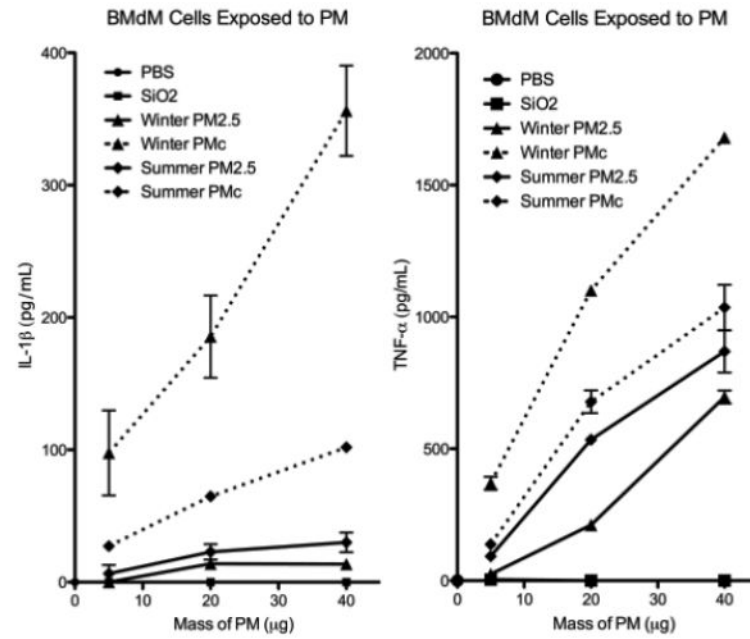 BMdM Cells Exposed to PM
400
300
200
100
0
IL-1β (pg/mL)
PBS
SiO2
Winter PM2.5
Winter PMc
Summer PM2.5
Summer PMc
0 10 20 30 40
Mass of PM (μg)
BMdM Cells Exposed to PM
2000
1500
1000
500
0
TNF-α (pg/mL)
PBS
SiO2
Winter PM2.5
Winter PMc
Summer PM2.5
Summer PMc
0 10 20 30 40
Mass of PM (μg)